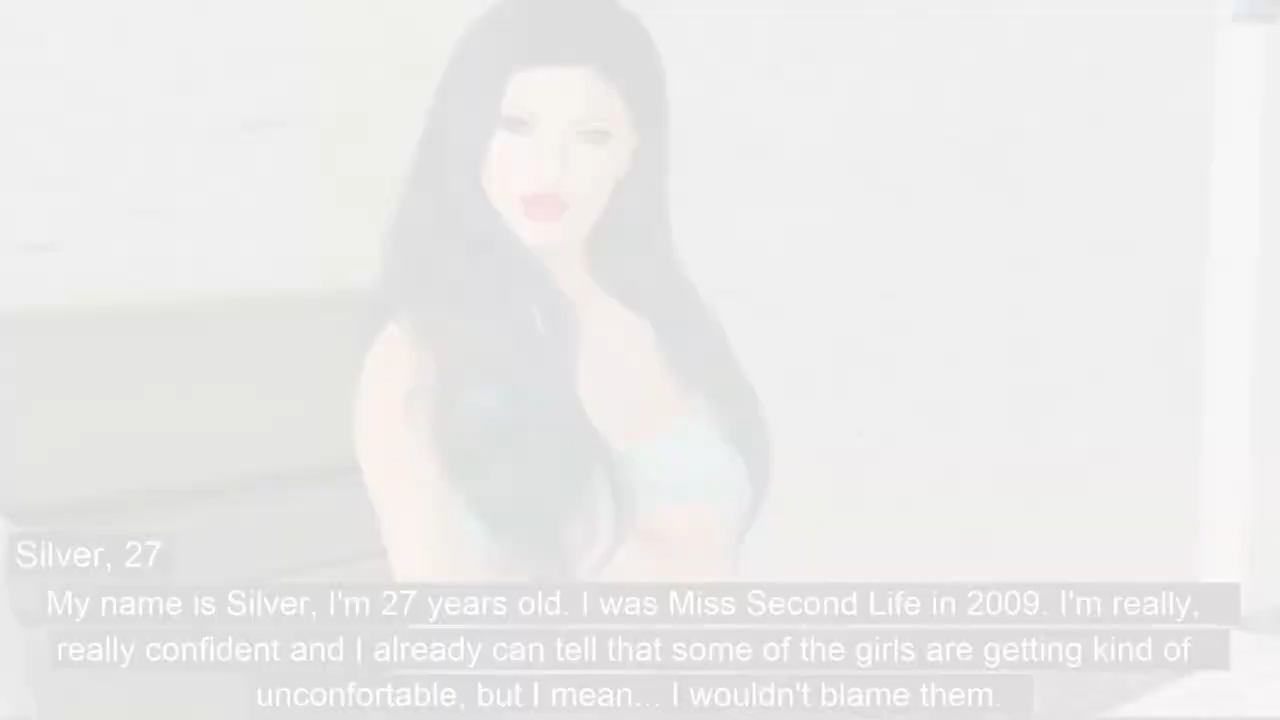 Silver, 27
My name is Silver, I'm 27 years old. I was Miss Second Life in 2009. I'm really,
really confident and I already can tell that some of the girls are getting kind of
unconfortable, but I mean... I wouldn't blame them.